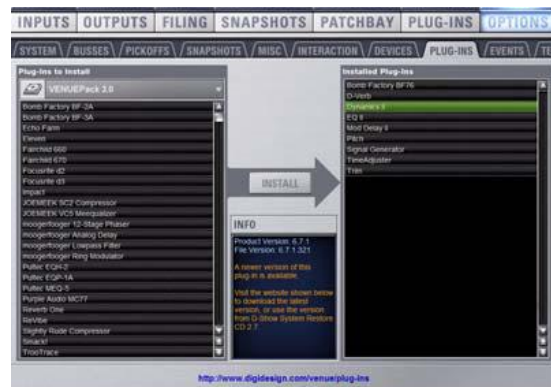 INPUTS OUTPUTS FILING SNAPSHOTS PATCHBAY PLUG-INS OPTIONS
SYSTEM BUSSES PICKOFFS SNAPSHOTS MISC INTERACTION DEVICES PLUG-INS EVENTS
Plug-Ins to Install
VENUEPack 3.0
Bomb Factory BF-2A
Bomb Factory BF-3A
Echo Farm
Eleven
Fairchild 660
Fairchild 670
Focusrite d2
Focusrite d3
Impact
JOEMEEK SC2 Compressor
JOEMEEK VC5 Meequalizer
moogerfooger 12-Stage Phaser
moogerfooger Analog Delay
moogerfooger Lowpass Filter
moogerfooger Ring Modulator
Pultec EQH-2
Pultec EQP-1A
Pultec MEQ-5
Purple Audio MC77
Reverb One
ReVibe
Slightly Rude Compressor
Smack!
TrooTrace
INSTALL
INFO
Product Version: 6.7.1
File Version: 6.7.1.321
A newer version of this
plug-in is available.
Visit the website shown below
to download the latest
version, or use the version
from D-Show System Restore
CD 2.7.
Installed Plug-Ins
Bomb Factory BF76
D-Verb
Dynamics II
EQ II
Mod Delay II
Pitch
Signal Generator
TimeAdjuster
Trim
http://www.digidesign.com/venue/plug-ins